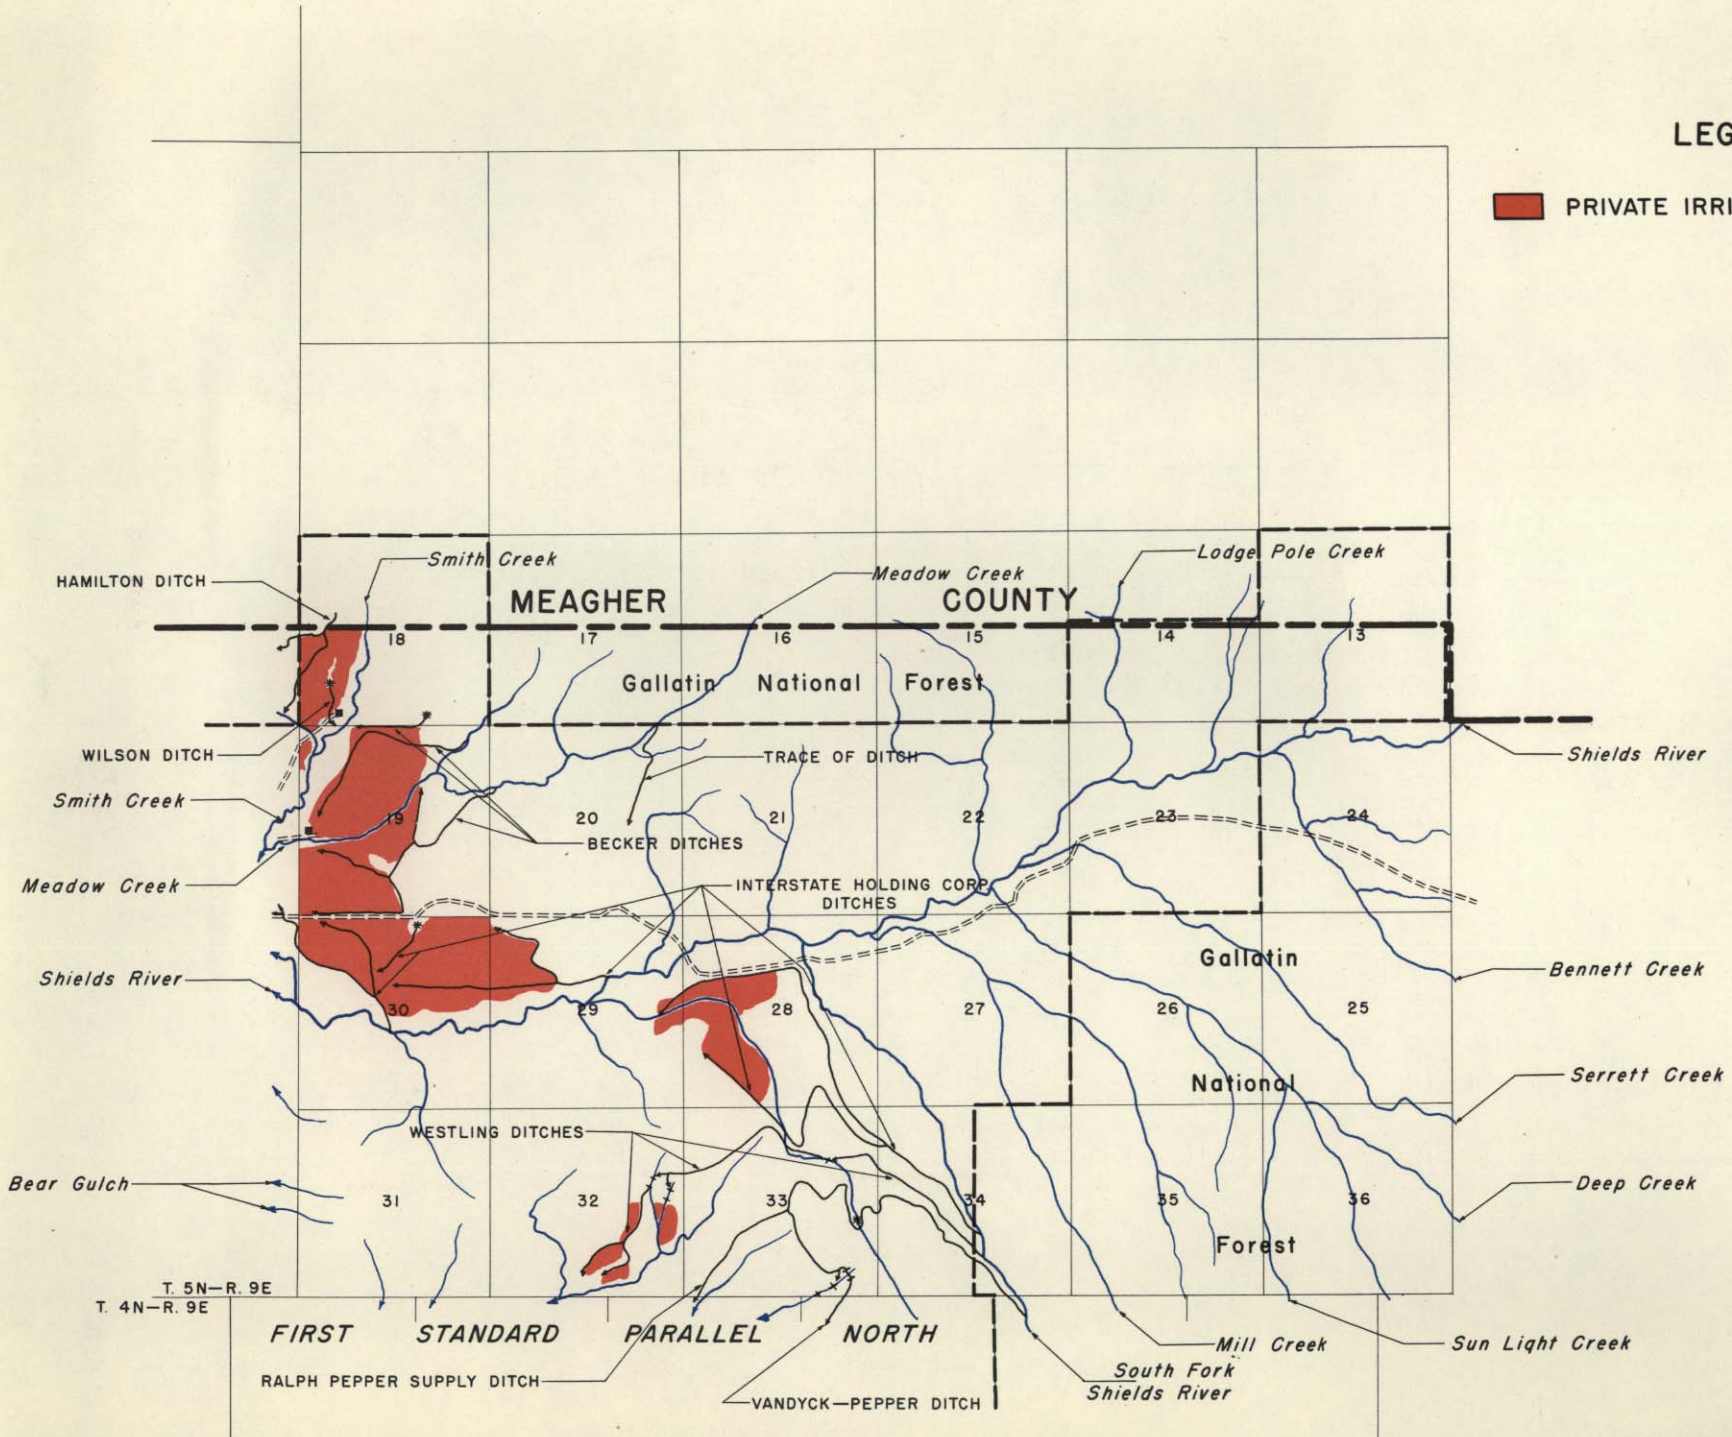 LEG
PRIVATE IRRI
Smith Creek
Lodge Pole Creek
HAMILTON DITCH
Meadow Creek
MEAGHER COUNTY
18 17 16 15 14 13
Gallatin National Forest
WILSON DITCH
TRACE OF DITCH
Shields River
Smith Creek
19 20 21 22 23 24
BECKER DITCHES
Meadow Creek
INTERSTATE HOLDING CORP.
DITCHES
Gallatin
Shields River
Bennett Creek
30 29 28 27 26 25
National
Serrett Creek
WESTLING DITCHES
Bear Gulch
Deep Creek
31 32 33 34 35 36
Forest
T. 5N—R. 9E
T. 4N—R. 9E
FIRST STANDARD PARALLEL NORTH
Mill Creek
Sun Light Creek
South Fork
Shields River
RALPH PEPPER SUPPLY DITCH
VANDYCK—PEPPER DITCH